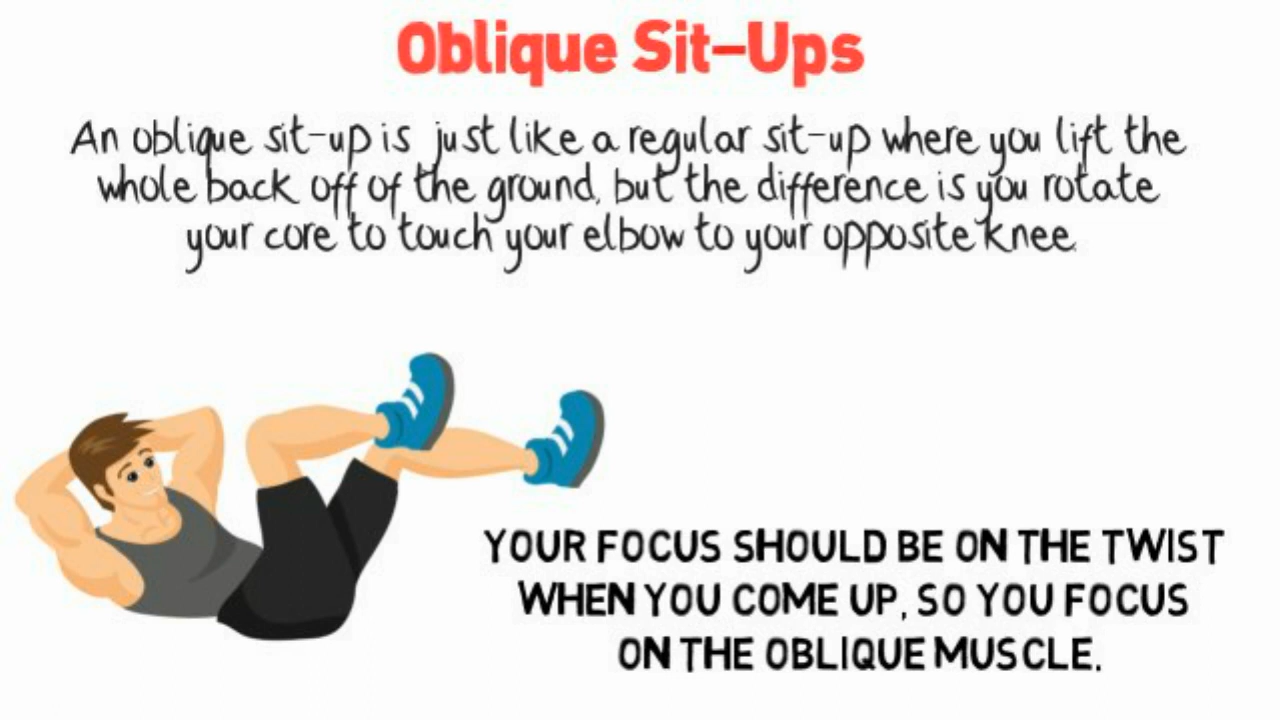 Oblique Sit-Ups
An oblique sit-up is just like a regular sit-up where you lift the
whole back off of the ground, but the difference is you rotate
your core to touch your elbow to your opposite knee.
YOUR FOCUS SHOULD BE ON THE TWIST
WHEN YOU COME UP, SO YOU FOCUS
ON THE OBLIQUE MUSCLE.